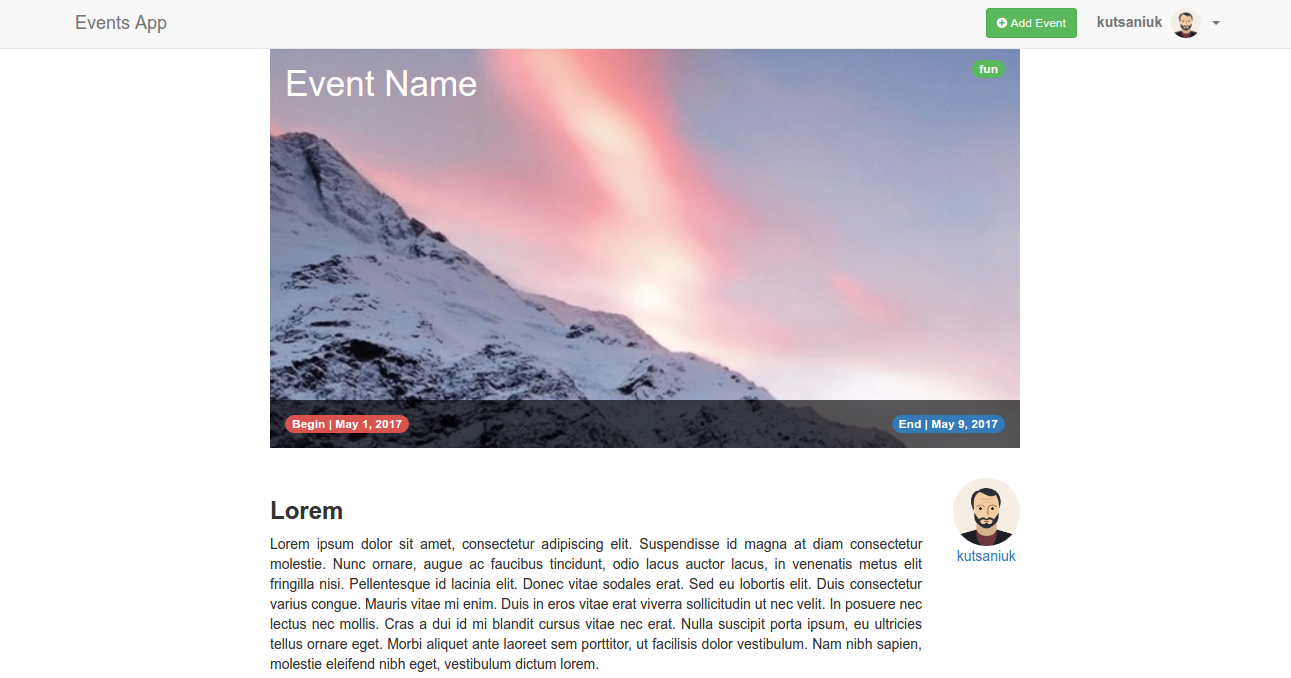 Events App
Add Event
kutsaniuk
Event Name
fun
Begin | May 1, 2017
End | May 9, 2017
Lorem
Lorem ipsum dolor sit amet, consectetur adipiscing elit. Suspendisse id magna at diam consectetur
molestie. Nunc ornare, augue ac faucibus tincidunt, odio lacus auctor lacus, in venenatis metus elit
fringilla nisi. Pellentesque id lacinia elit. Donec vitae sodales erat. Sed eu lobortis elit. Duis consectetur
varius congue. Mauris vitae mi enim. Duis in eros vitae erat viverra sollicitudin ut nec velit. In posuere nec
lectus nec mollis. Cras a dui id mi blandit cursus vitae nec erat. Nulla suscipit porta ipsum, eu ultricies
tellus ornare eget. Morbi aliquet ante laoreet sem porttitor, ut facilisis dolor vestibulum. Nam nibh sapien,
molestie eleifend nibh eget, vestibulum dictum lorem.
kutsaniuk